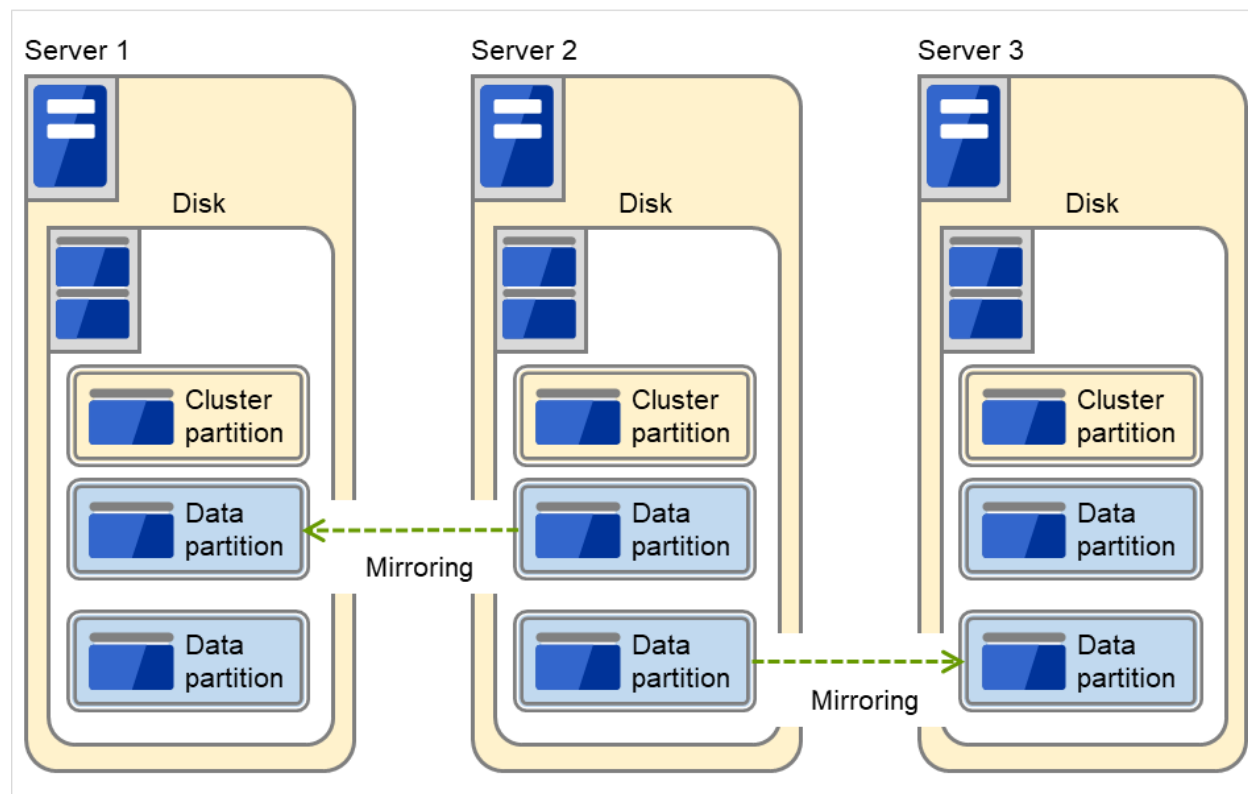 Server 1
Server 2
Server 3
Disk
Disk
Disk
Cluster
partition
Cluster
partition
Cluster
partition
Data
partition
Mirroring
Data
partition
Data
partition
Data
partition
Data
partition
Mirroring
Data
partition